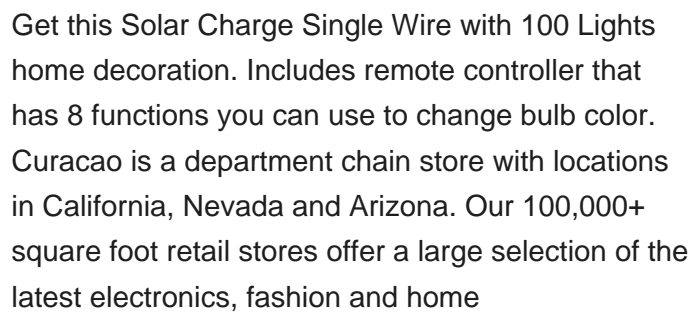 Get this Solar Charge Single Wire with 100 Lights
home decoration. Includes remote controller that
has 8 functions you can use to change bulb color.
Curacao is a department chain store with locations
in California, Nevada and Arizona. Our 100,000+
square foot retail stores offer a large selection of the
latest electronics, fashion and home